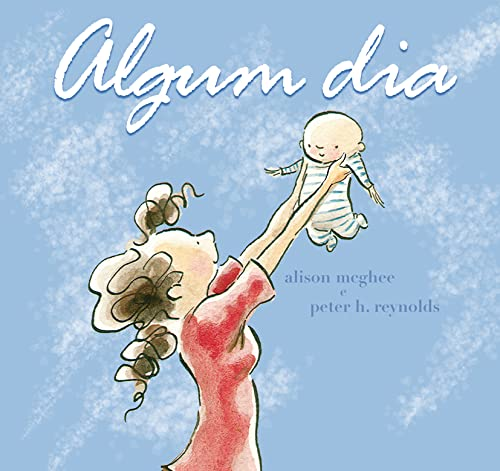 Algum dia
alison mcghee
e
peter h. reynolds